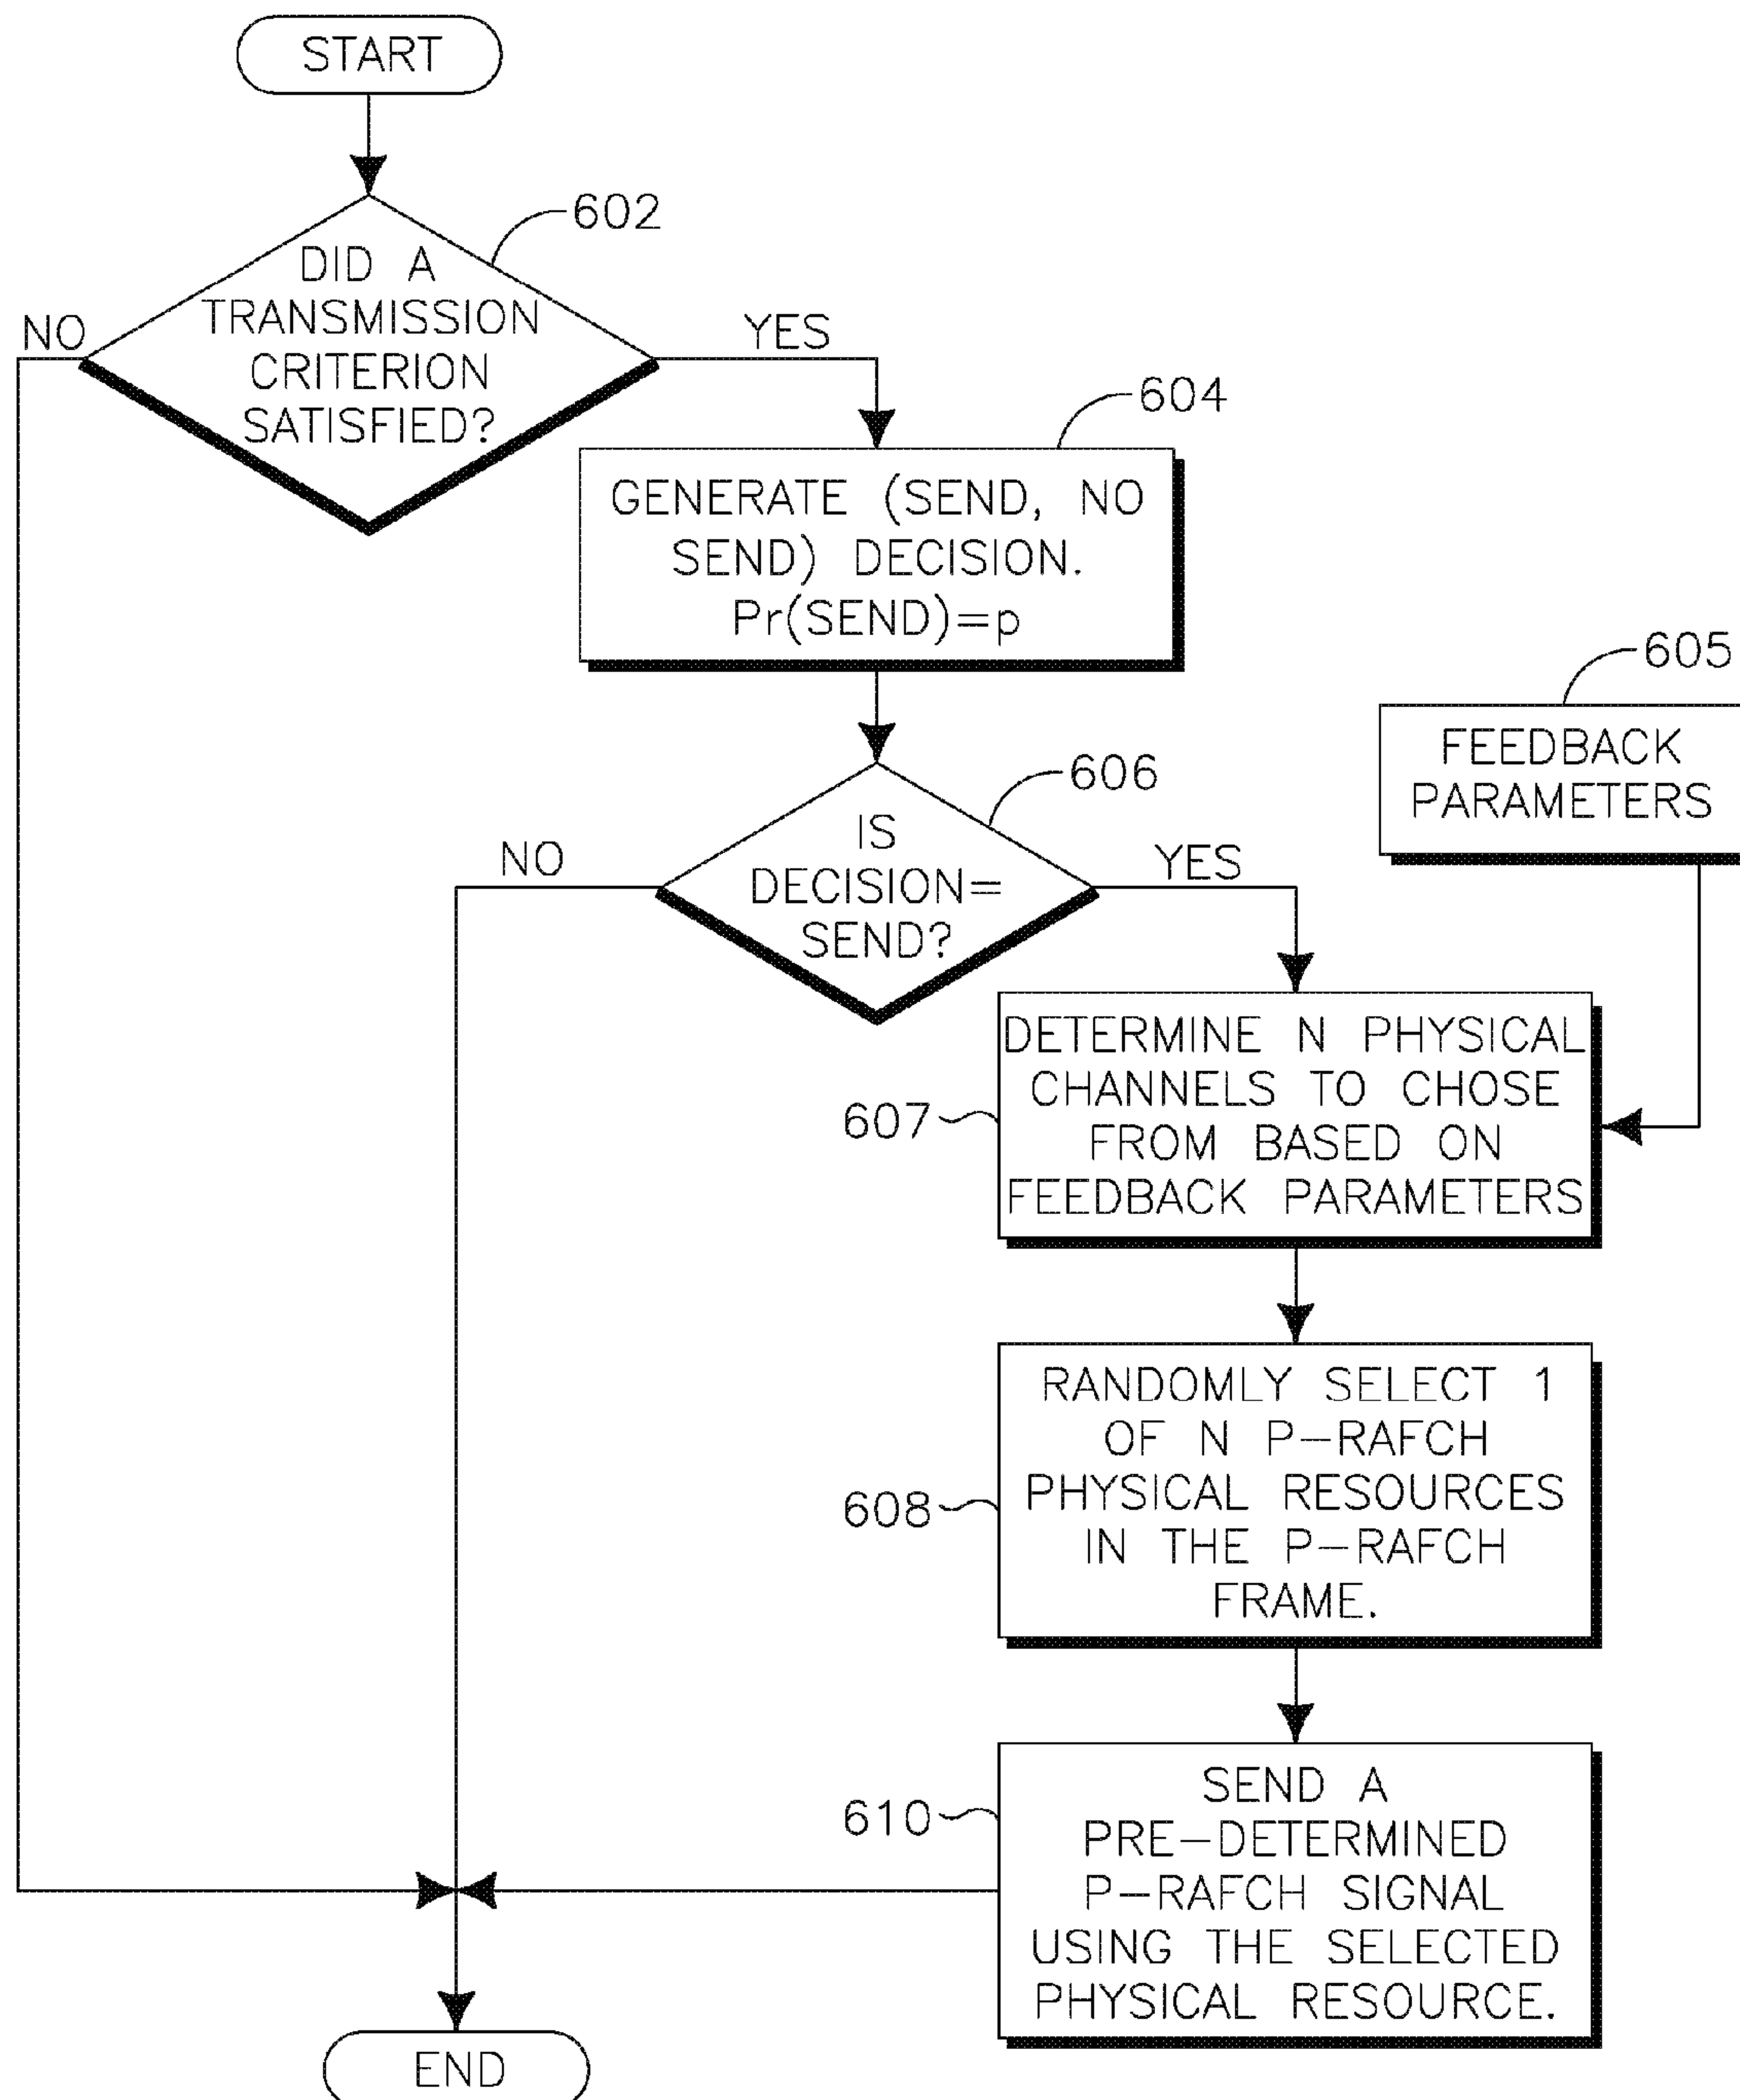 START
602
DID A
TRANSMISSION
CRITERION
SATISFIED?
NO
YES
604
GENERATE (SEND, NO
SEND) DECISION.
Pr(SEND)=p
605
FEEDBACK
PARAMETERS
606
IS
DECISION=
SEND?
NO
YES
607
DETERMINE N PHYSICAL
CHANNELS TO CHOSE
FROM BASED ON
FEEDBACK PARAMETERS
608
RANDOMLY SELECT 1
OF N P-RAFCH
PHYSICAL RESOURCES
IN THE P-RAFCH
FRAME.
610
SEND A
PRE-DETERMINED
P-RAFCH SIGNAL
USING THE SELECTED
PHYSICAL RESOURCE.
END